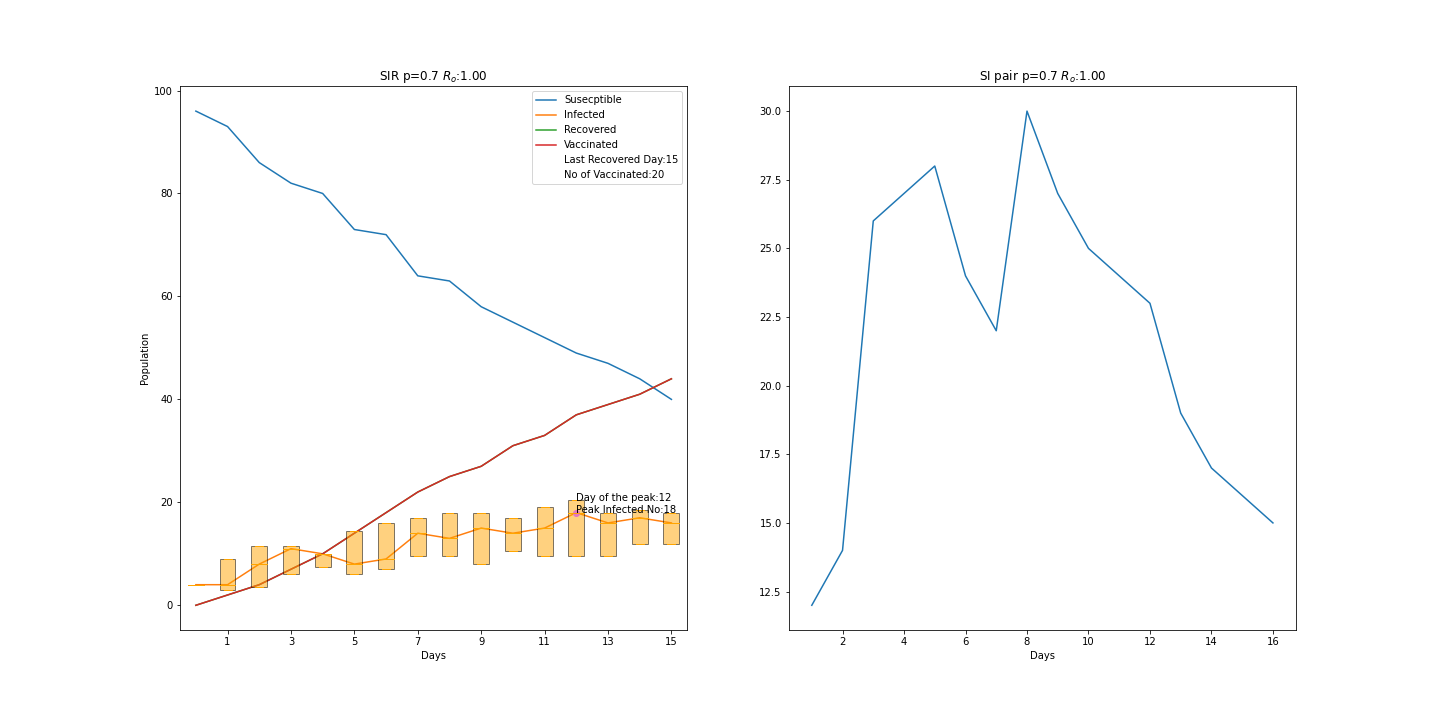 SIR p=0.7 R₀:1.00
Population
100
80
60
40
20
0
Susecptible
Infected
Recovered
Vaccinated
Last Recovered Day:15
No of Vaccinated:20
Day of the peak:12
Peak Infected No:18
1 3 5 7 9 11 13 15
Days
SI pair p=0.7 R₀:1.00
30.0
27.5
25.0
22.5
20.0
17.5
15.0
12.5
2 4 6 8 10 12 14 16
Days